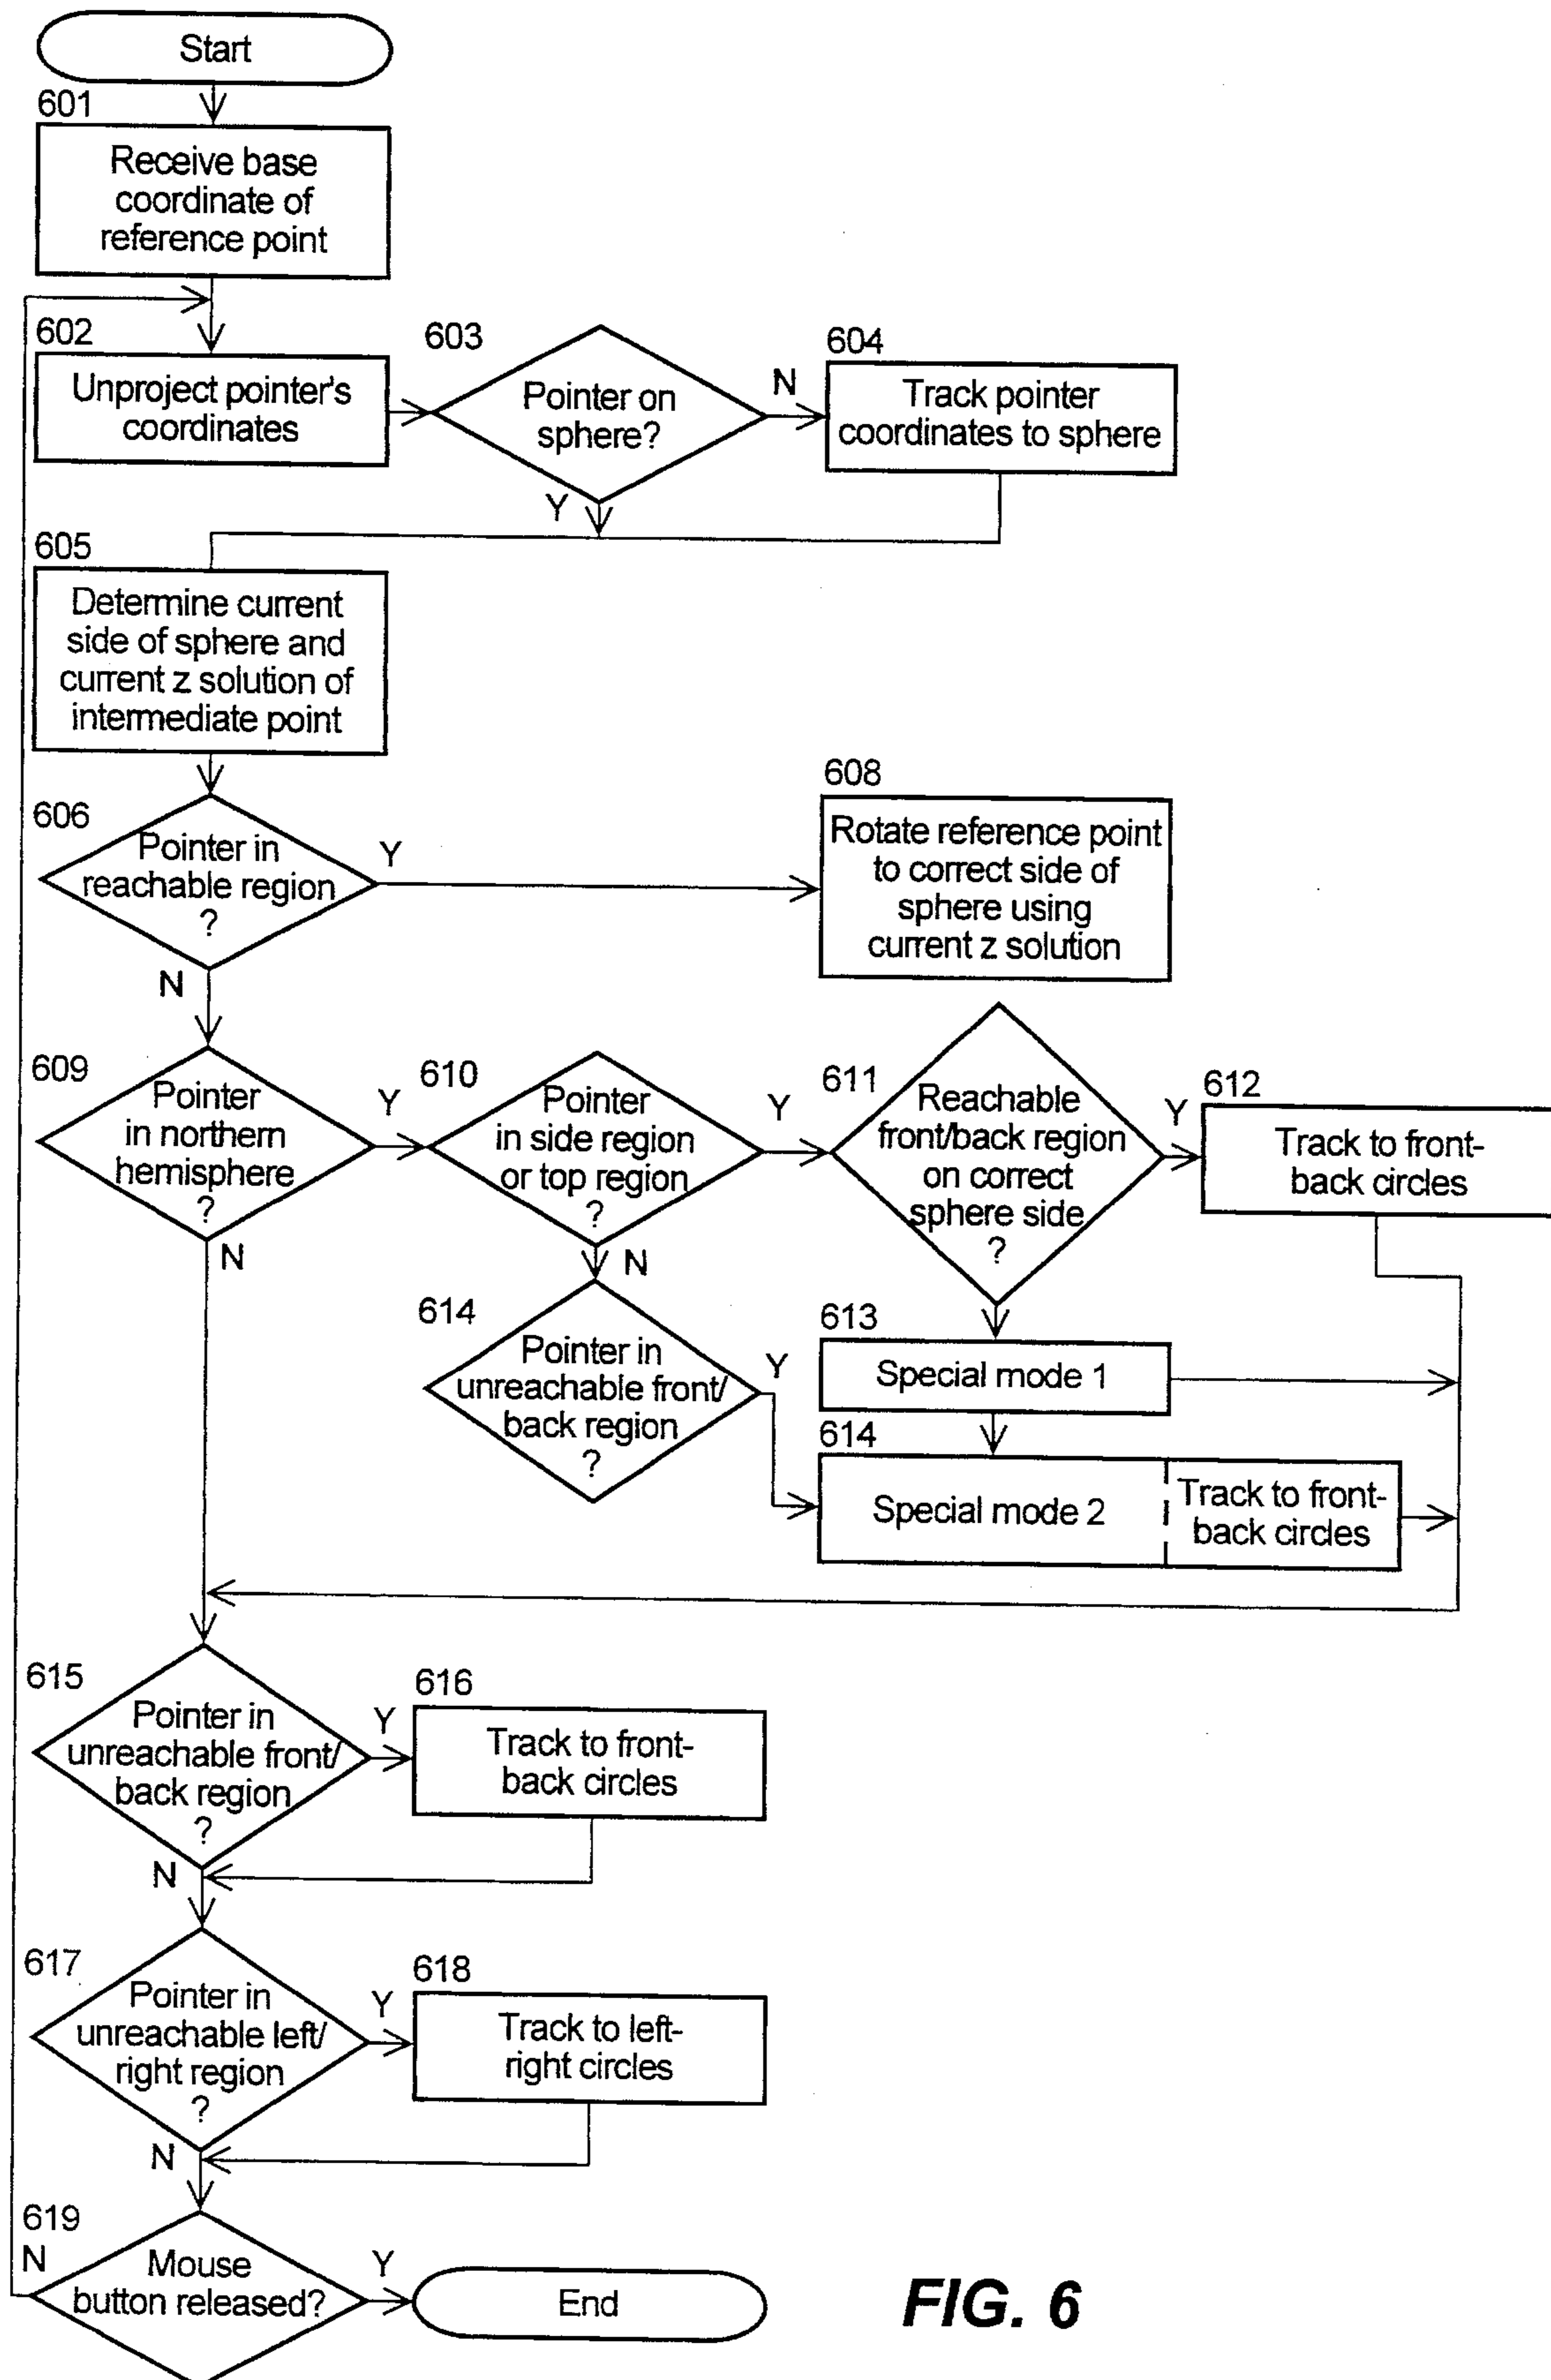 Start
601
Receive base
coordinate of
reference point
602
Unproject pointer's
coordinates
603
Pointer on
sphere?
N
Y
604
Track pointer
coordinates to sphere
605
Determine current
side of sphere and
current z solution of
intermediate point
606
Pointer in
reachable region
?
Y
N
608
Rotate reference point
to correct side of
sphere using
current z solution
609
Pointer
in northern
hemisphere
?
Y
N
610
Pointer
in side region
or top region
?
Y
N
611
Reachable
front/back region
on correct
sphere side
?
Y
612
Track to front-
back circles
613
Special mode 1
614
Pointer in
unreachable front/
back region
?
Y
614
Special mode 2
Track to front-
back circles
615
Pointer in
unreachable front/
back region
?
Y
N
616
Track to front-
back circles
617
Pointer in
unreachable left/
right region
?
Y
N
618
Track to left-
right circles
619
N
Mouse
button released?
Y
End
FIG. 6